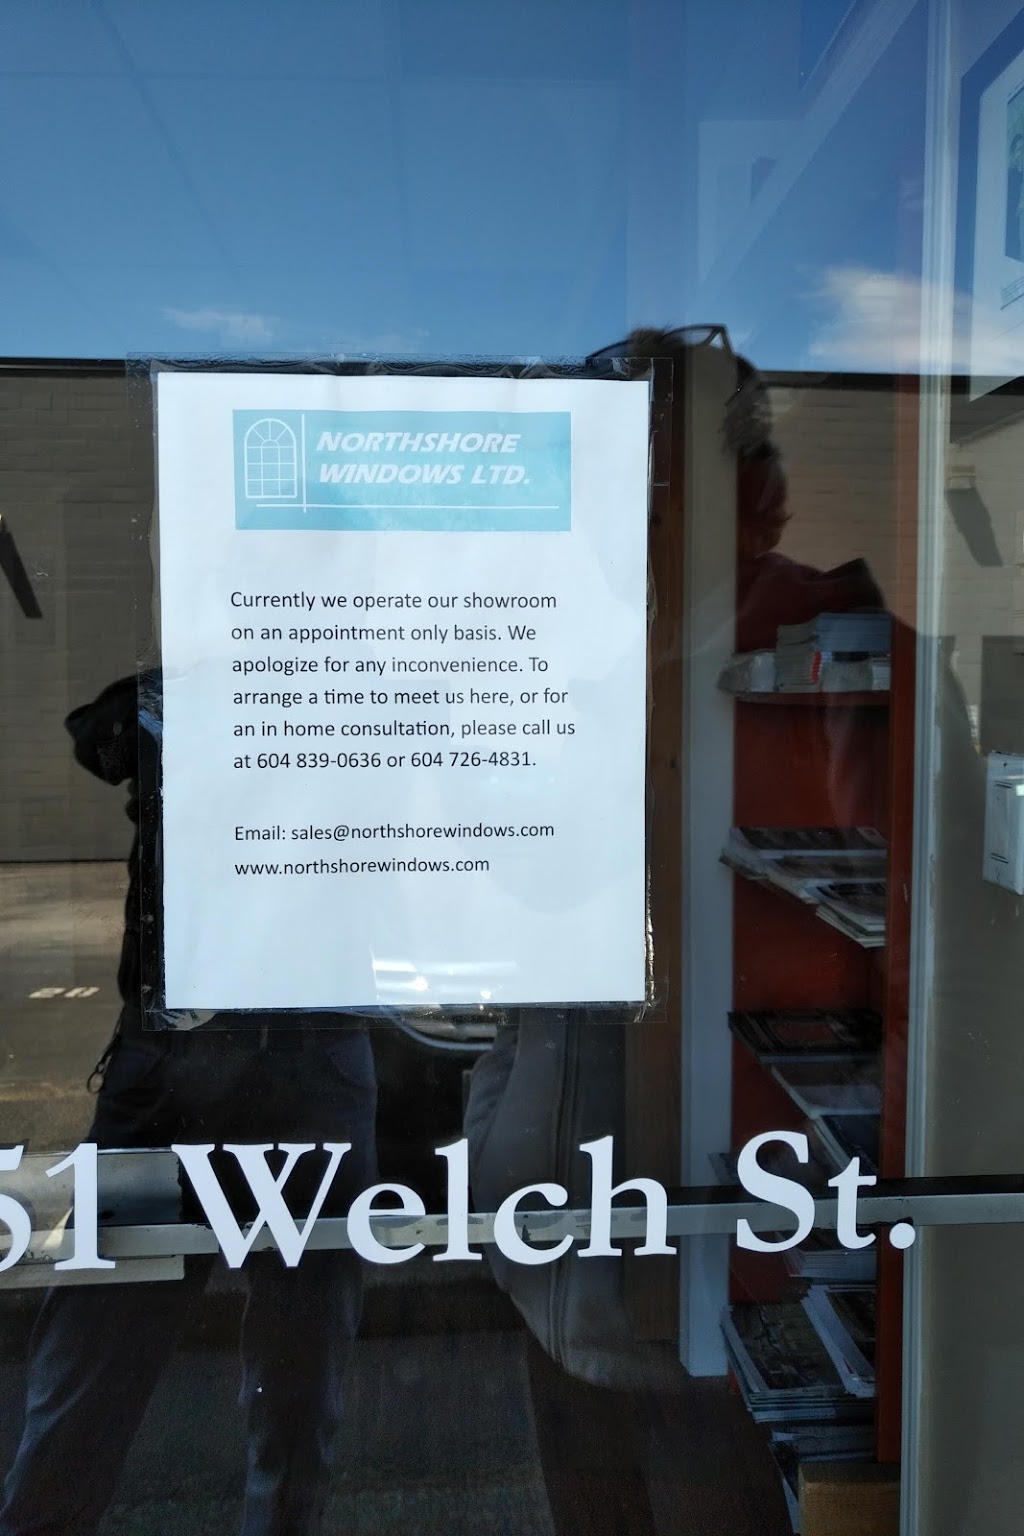 NORTHSHORE
WINDOWS LTD.
Currently we operate our showroom
on an appointment only basis. We
apologize for any inconvenience. To
arrange a time to meet us here, or for
an in home consultation, please call us
at 604 839-0636 or 604 726-4831.
Email: sales@northshorewindows.com
www.northshorewindows.com
51 Welch St.